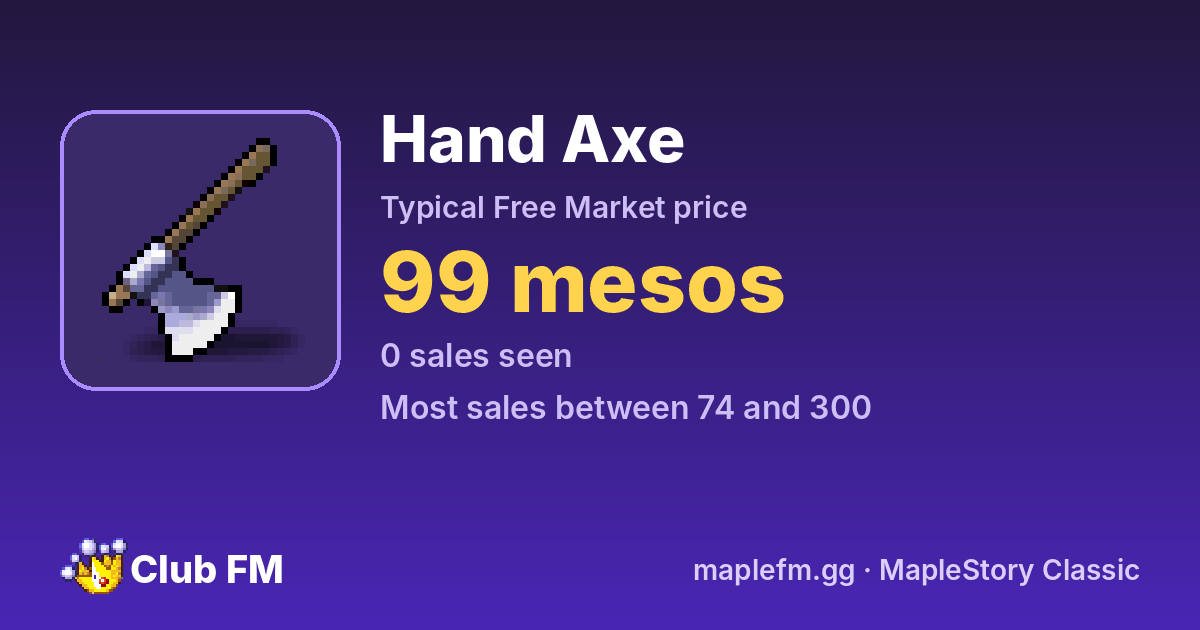 Hand Axe
Typical Free Market price
99 mesos
0 sales seen
Most sales between 74 and 300
Club FM
maplefm.gg · MapleStory Classic